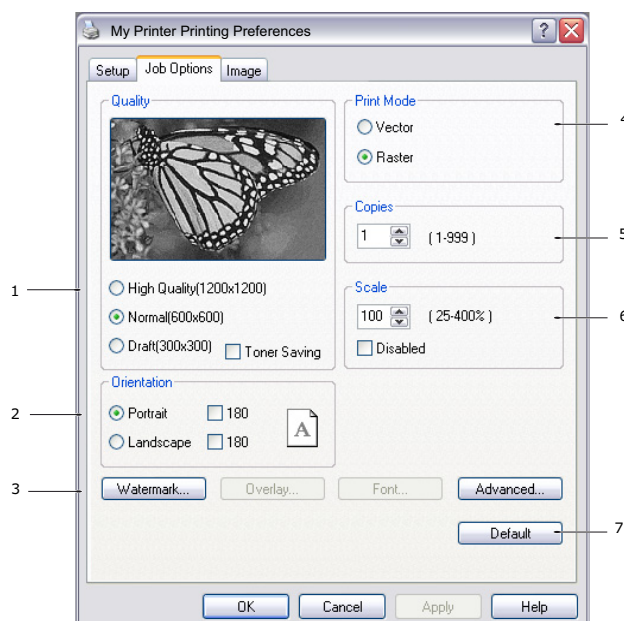 My Printer Printing Preferences
?
Setup Job Options Image
Quality
High Quality(1200x1200)
Normal(600x600)
Draft(300x300) Toner Saving
Orientation
Portrait 180
Landscape 180
A
Print Mode
Vector
Raster
Copies
1 ( 1-999 )
Scale
100 ( 25-400% )
Disabled
Watermark... Overlay... Font... Advanced...
Default
OK Cancel Apply Help
1
2
3
4
5
6
7